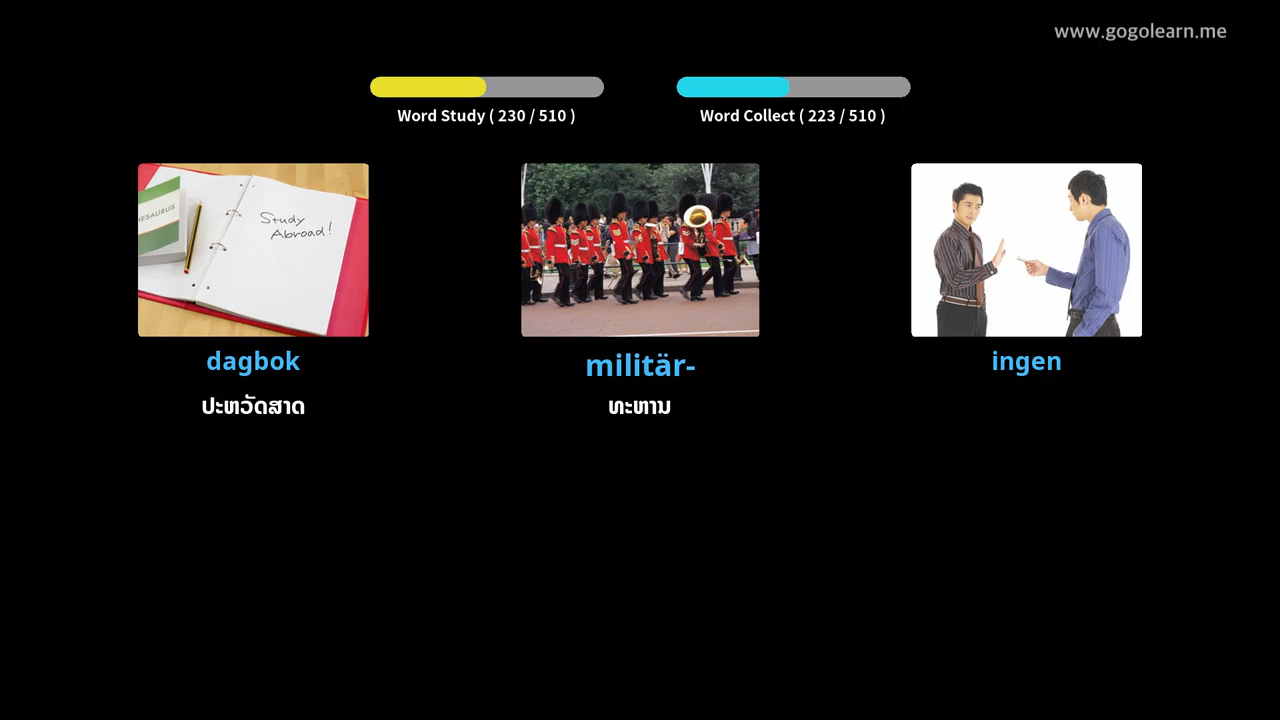 www.gogolearn.me
Word Study ( 230 / 510 )
Word Collect ( 223 / 510 )
HESAURUS
Study
Abroad!
dagbok
militär-
ingen
ປະຫວັດສາດ
ທະຫານ